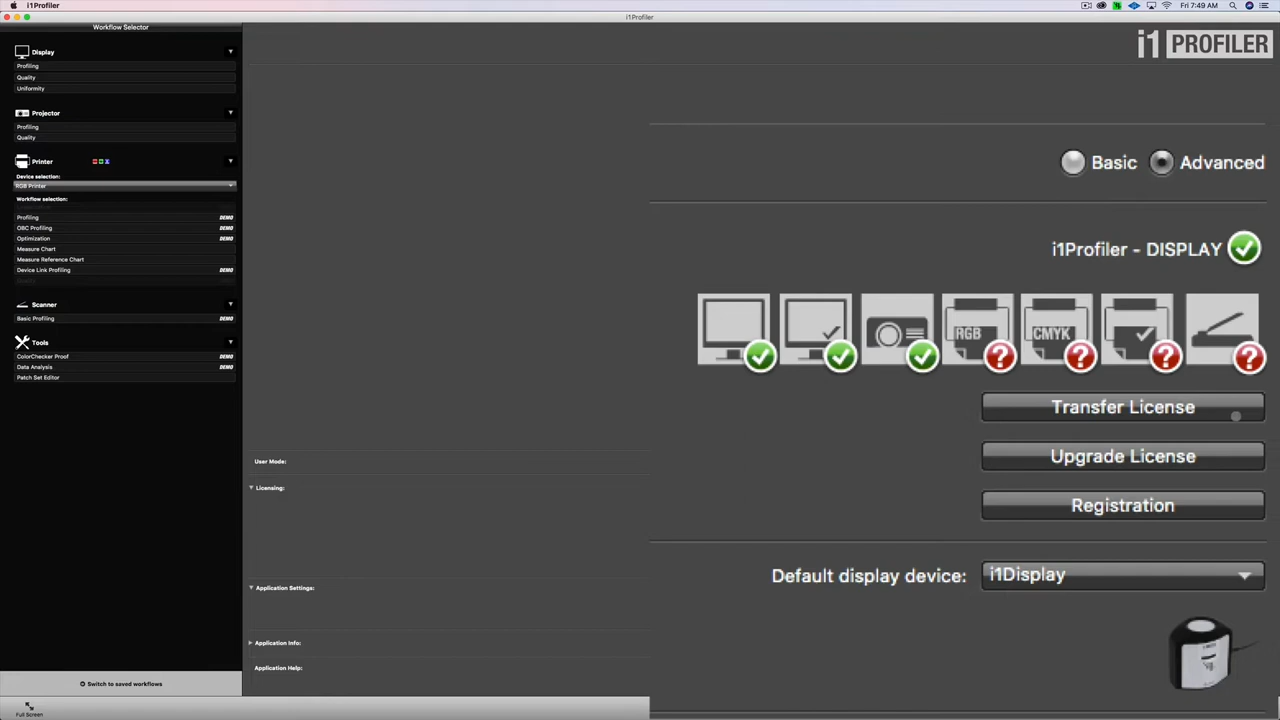 i1Profiler
Fri 7:49 AM
i1Profiler
Workflow Selector
Display
Profiling
Quality
Uniformity
Projector
Profiling
Quality
Printer
Device selection:
RGB Printer
Workflow selection:
Profiling DEMO
OBC Profiling DEMO
Optimization DEMO
Measure Chart
Measure Reference Chart
Device Link Profiling DEMO
Scanner
Basic Profiling DEMO
Tools
ColorChecker Proof DEMO
Data Analysis DEMO
Patch Set Editor
Switch to saved workflows
Full Screen
User Mode:
Licensing:
Application Settings:
Application Info:
Application Help:
i1 PROFILER
Basic Advanced
i1Profiler - DISPLAY
RGB CMYK
Transfer License
Upgrade License
Registration
Default display device: i1Display